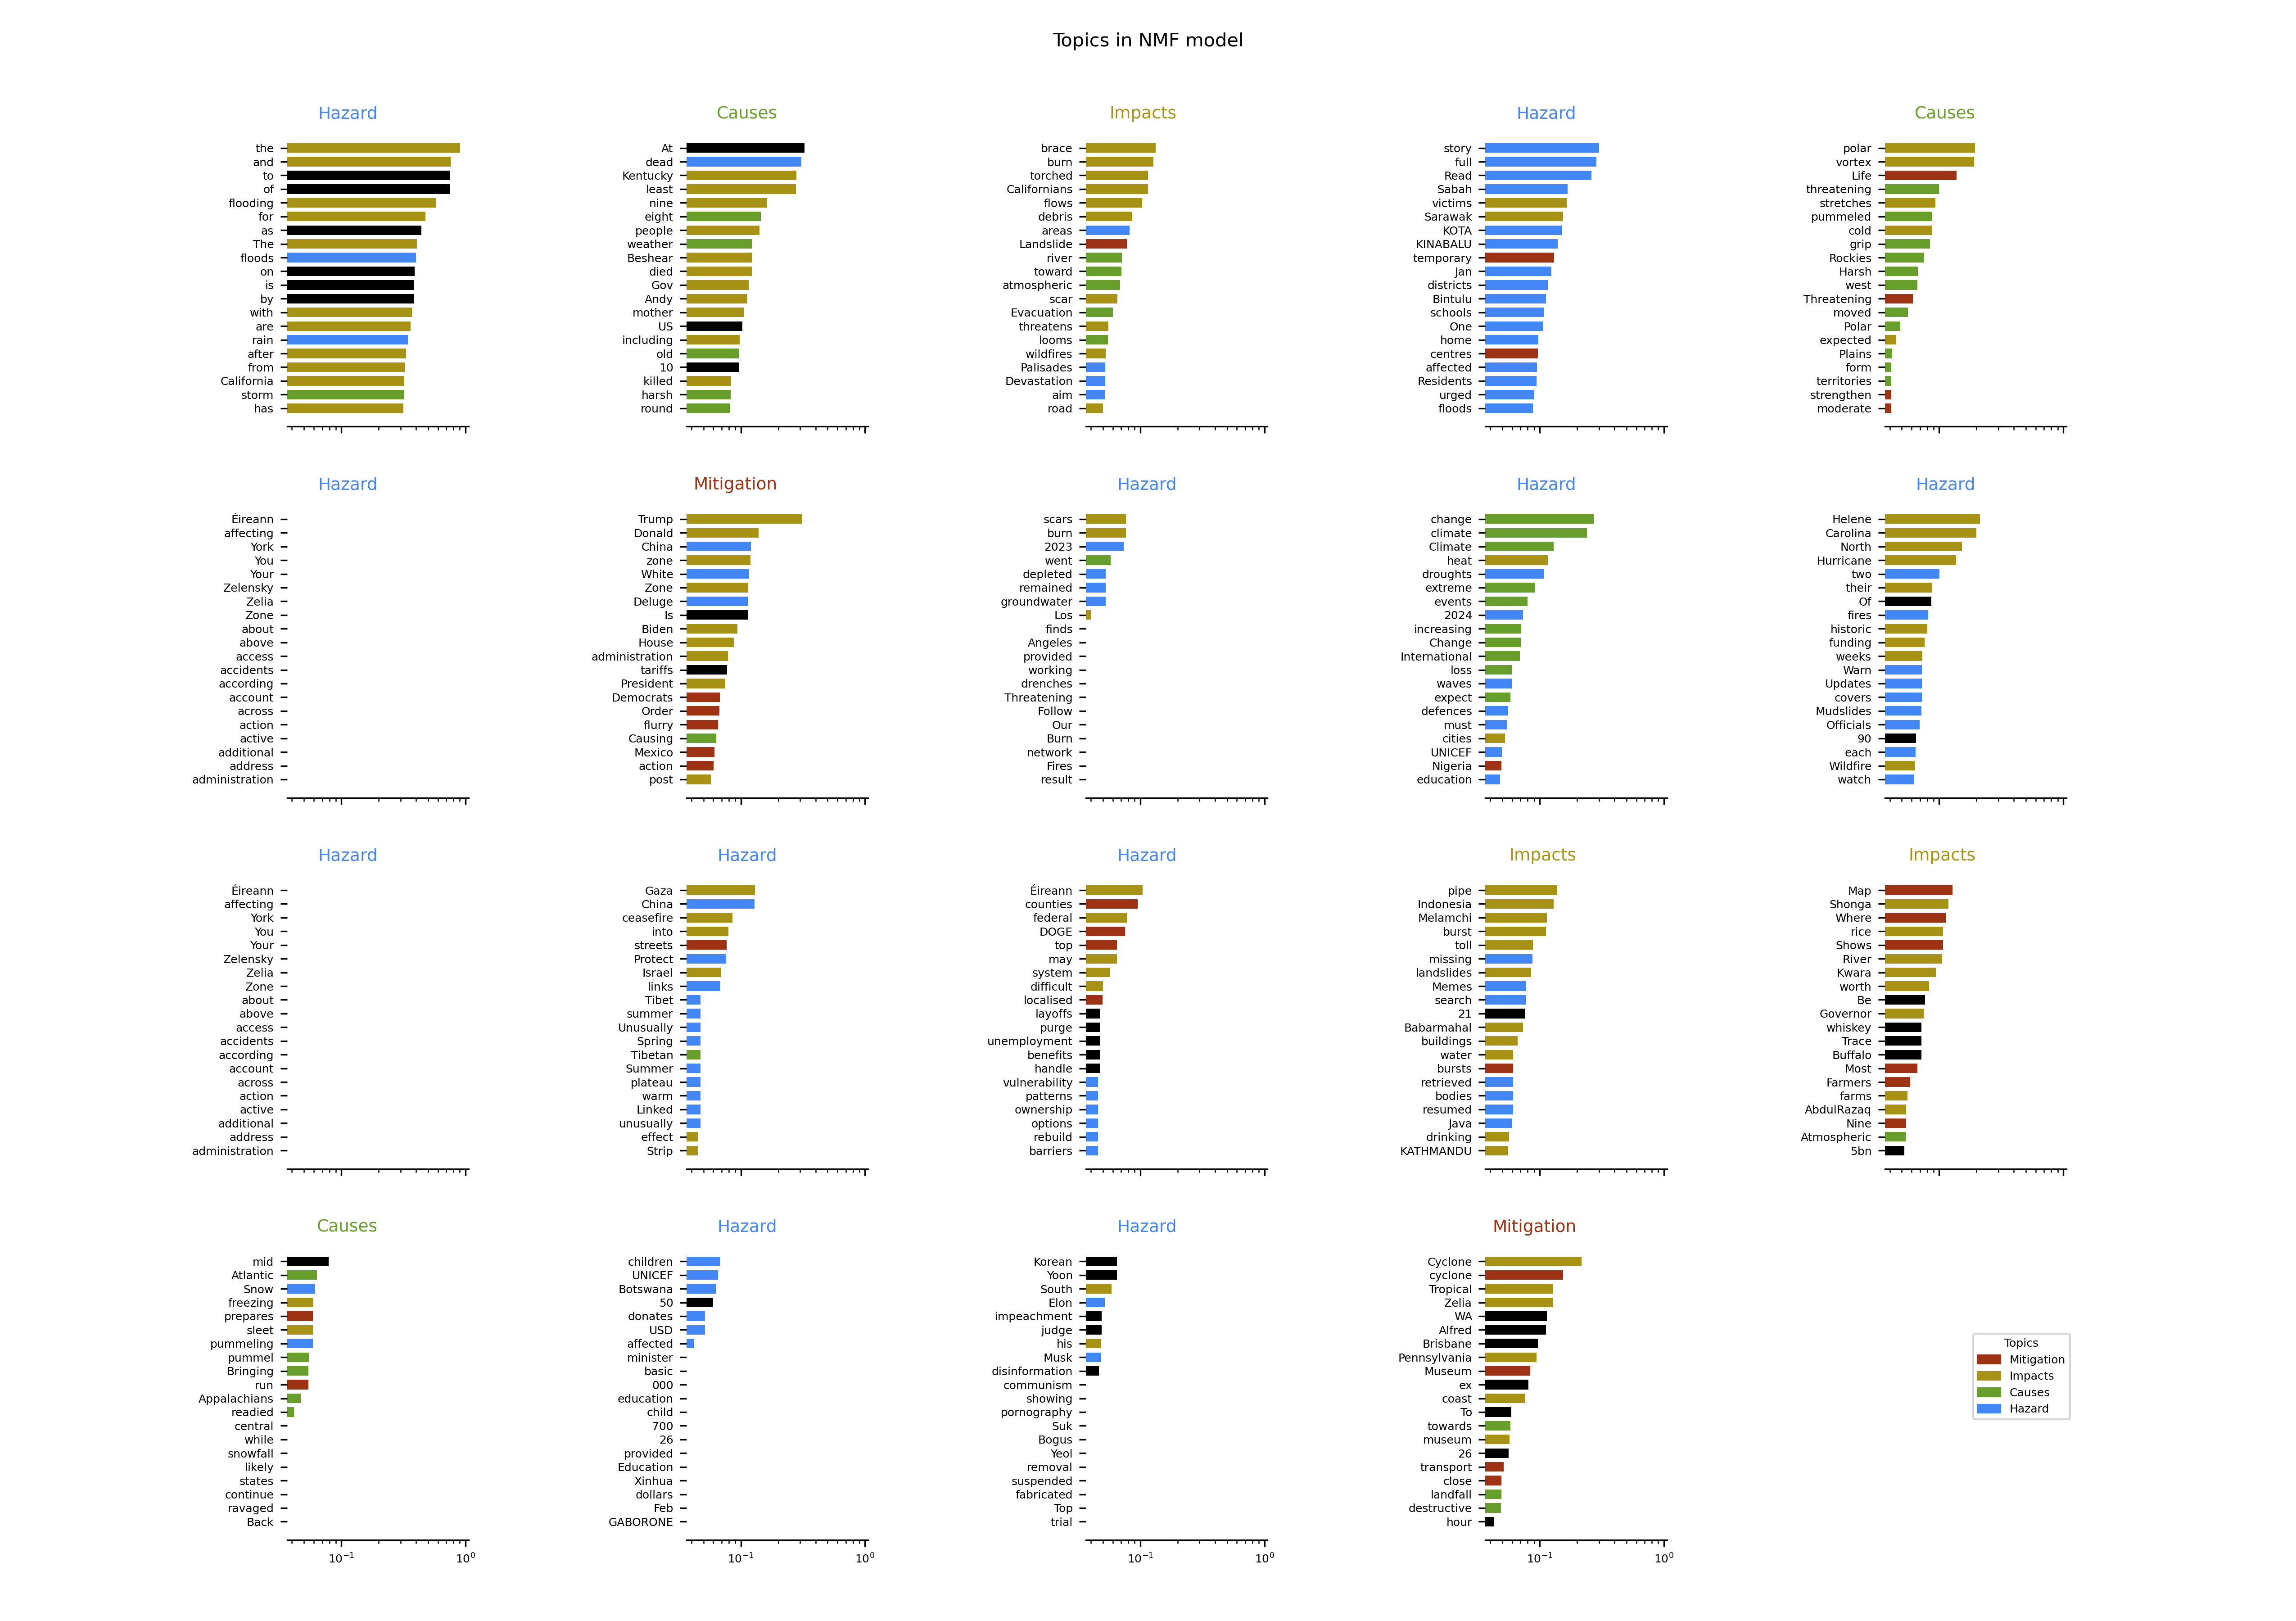 Topics in NMF model
Hazard
the
and
to
of
flooding
for
as
The
floods
on
is
by
with
are
rain
after
from
California
storm
has
Causes
At
dead
Kentucky
least
nine
eight
people
weather
Beshear
died
Gov
Andy
mother
US
including
old
10
killed
harsh
round
Impacts
brace
burn
torched
Californians
flows
debris
areas
Landslide
river
toward
atmospheric
scar
Evacuation
threatens
looms
wildfires
Palisades
Devastation
aim
road
Hazard
story
full
Read
Sabah
victims
Sarawak
KOTA
KINABALU
temporary
Jan
districts
Bintulu
schools
One
home
centres
affected
Residents
urged
floods
Causes
polar
vortex
Life
threatening
stretches
pummeled
cold
grip
Rockies
Harsh
west
Threatening
moved
Polar
expected
Plains
form
territories
strengthen
moderate
Hazard
Éireann
affecting
York
You
Your
Zelensky
Zelia
Zone
about
above
access
accidents
according
account
across
action
active
additional
address
administration
Mitigation
Trump
Donald
China
zone
White
Zone
Deluge
Is
Biden
House
administration
tariffs
President
Democrats
Order
flurry
Causing
Mexico
action
post
Hazard
scars
burn
2023
went
depleted
remained
groundwater
Los
finds
Angeles
provided
working
drenches
Threatening
Follow
Our
Burn
network
Fires
result
Hazard
change
climate
Climate
heat
droughts
extreme
events
2024
increasing
Change
International
loss
waves
expect
defences
must
cities
UNICEF
Nigeria
education
Hazard
Helene
Carolina
North
Hurricane
two
their
Of
fires
historic
funding
weeks
Warn
Updates
covers
Mudslides
Officials
90
each
Wildfire
watch
Hazard
Éireann
affecting
York
You
Your
Zelensky
Zelia
Zone
about
above
access
accidents
according
account
across
action
active
additional
address
administration
Hazard
Gaza
China
ceasefire
into
streets
Protect
Israel
links
Tibet
summer
Unusually
Spring
Tibetan
Summer
plateau
warm
Linked
unusually
effect
Strip
Hazard
Éireann
counties
federal
DOGE
top
may
system
difficult
localised
layoffs
purge
unemployment
benefits
handle
vulnerability
patterns
ownership
options
rebuild
barriers
Impacts
pipe
Indonesia
Melamchi
burst
toll
missing
landslides
Memes
search
21
Babarmahal
buildings
water
bursts
retrieved
bodies
resumed
Java
drinking
KATHMANDU
Impacts
Map
Shonga
Where
rice
Shows
River
Kwara
worth
Be
Governor
whiskey
Trace
Buffalo
Most
Farmers
farms
AbdulRazaq
Nine
Atmospheric
5bn
Causes
mid
Atlantic
Snow
freezing
prepares
sleet
pummeling
pummel
Bringing
run
Appalachians
readied
central
while
snowfall
likely
states
continue
ravaged
Back
10⁻¹ 10⁰
Hazard
children
UNICEF
Botswana
50
donates
USD
affected
minister
basic
000
education
child
700
26
provided
Education
Xinhua
dollars
Feb
GABORONE
10⁻¹ 10⁰
Hazard
Korean
Yoon
South
Elon
impeachment
judge
his
Musk
disinformation
communism
showing
pornography
Suk
Bogus
Yeol
removal
suspended
fabricated
Top
trial
10⁻¹ 10⁰
Mitigation
Cyclone
cyclone
Tropical
Zelia
WA
Alfred
Brisbane
Pennsylvania
Museum
ex
coast
To
towards
museum
26
transport
close
landfall
destructive
hour
10⁻¹ 10⁰
Topics
Mitigation
Impacts
Causes
Hazard